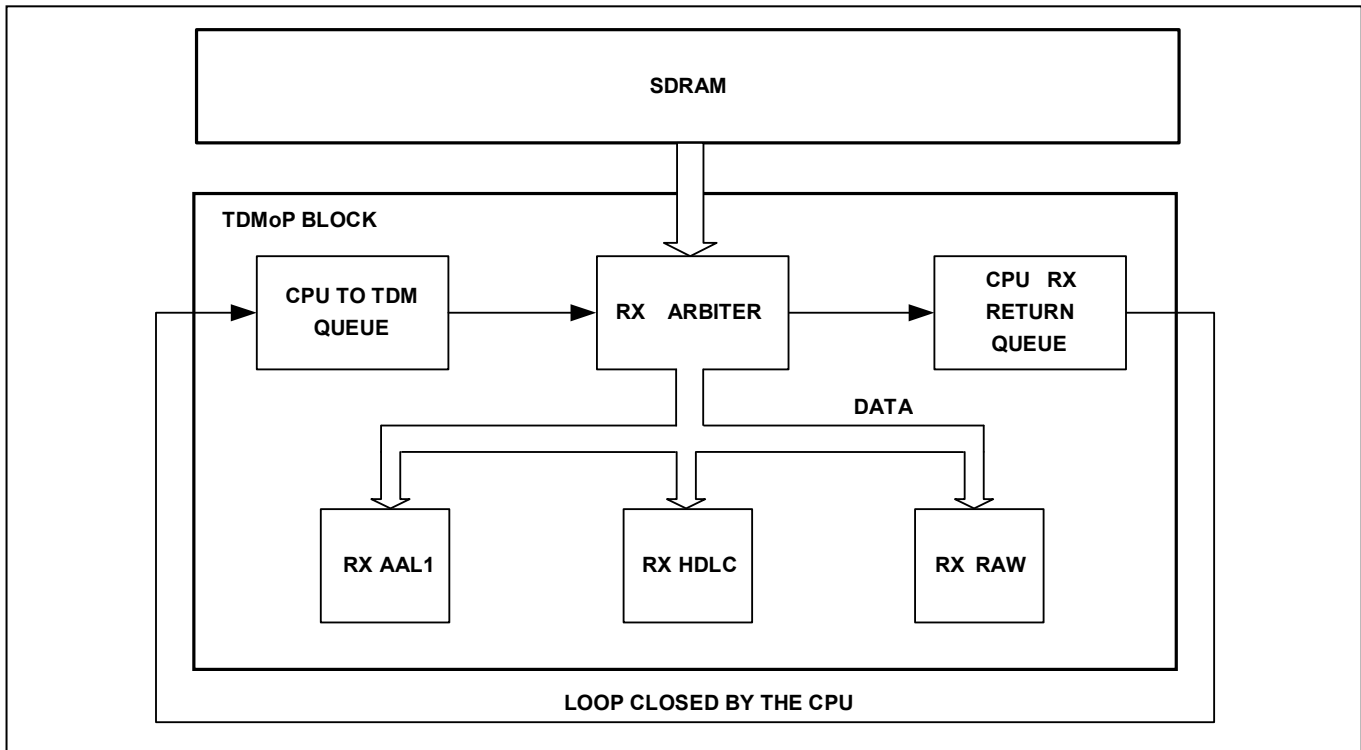 SDRAM
TDMoP BLOCK
CPU TO TDM
QUEUE
RX ARBITER
CPU RX
RETURN
QUEUE
DATA
RX AAL1
RX HDLC
RX RAW
LOOP CLOSED BY THE CPU